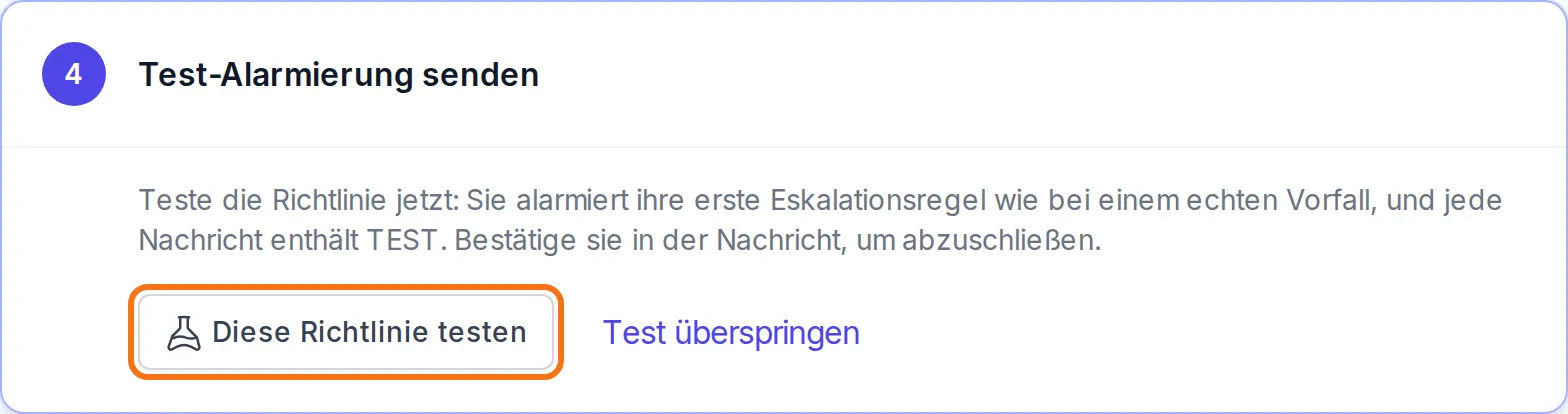 4
Test-Alarmierung senden
Teste die Richtlinie jetzt: Sie alarmiert ihre erste Eskalationsregel wie bei einem echten Vorfall, und jede
Nachricht enthält TEST. Bestätige sie in der Nachricht, um abzuschließen.
Diese Richtlinie testen
Test überspringen